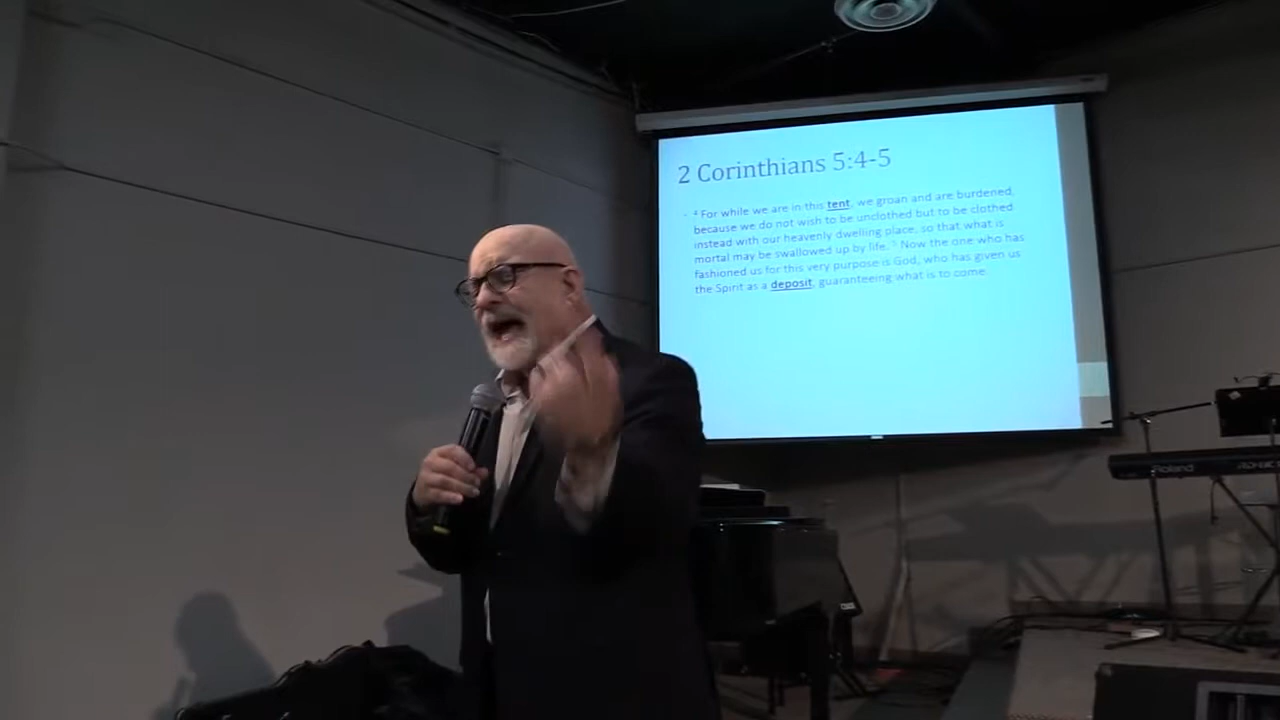 2 Corinthians 5:4-5
4 For while we are in this tent, we groan and are burdened,
because we do not wish to be unclothed but to be clothed
instead with our heavenly dwelling place, so that what is
mortal may be swallowed up by life. 5 Now the one who has
fashioned us for this very purpose is God, who has given us
the Spirit as a deposit, guaranteeing what is to come.
Roland